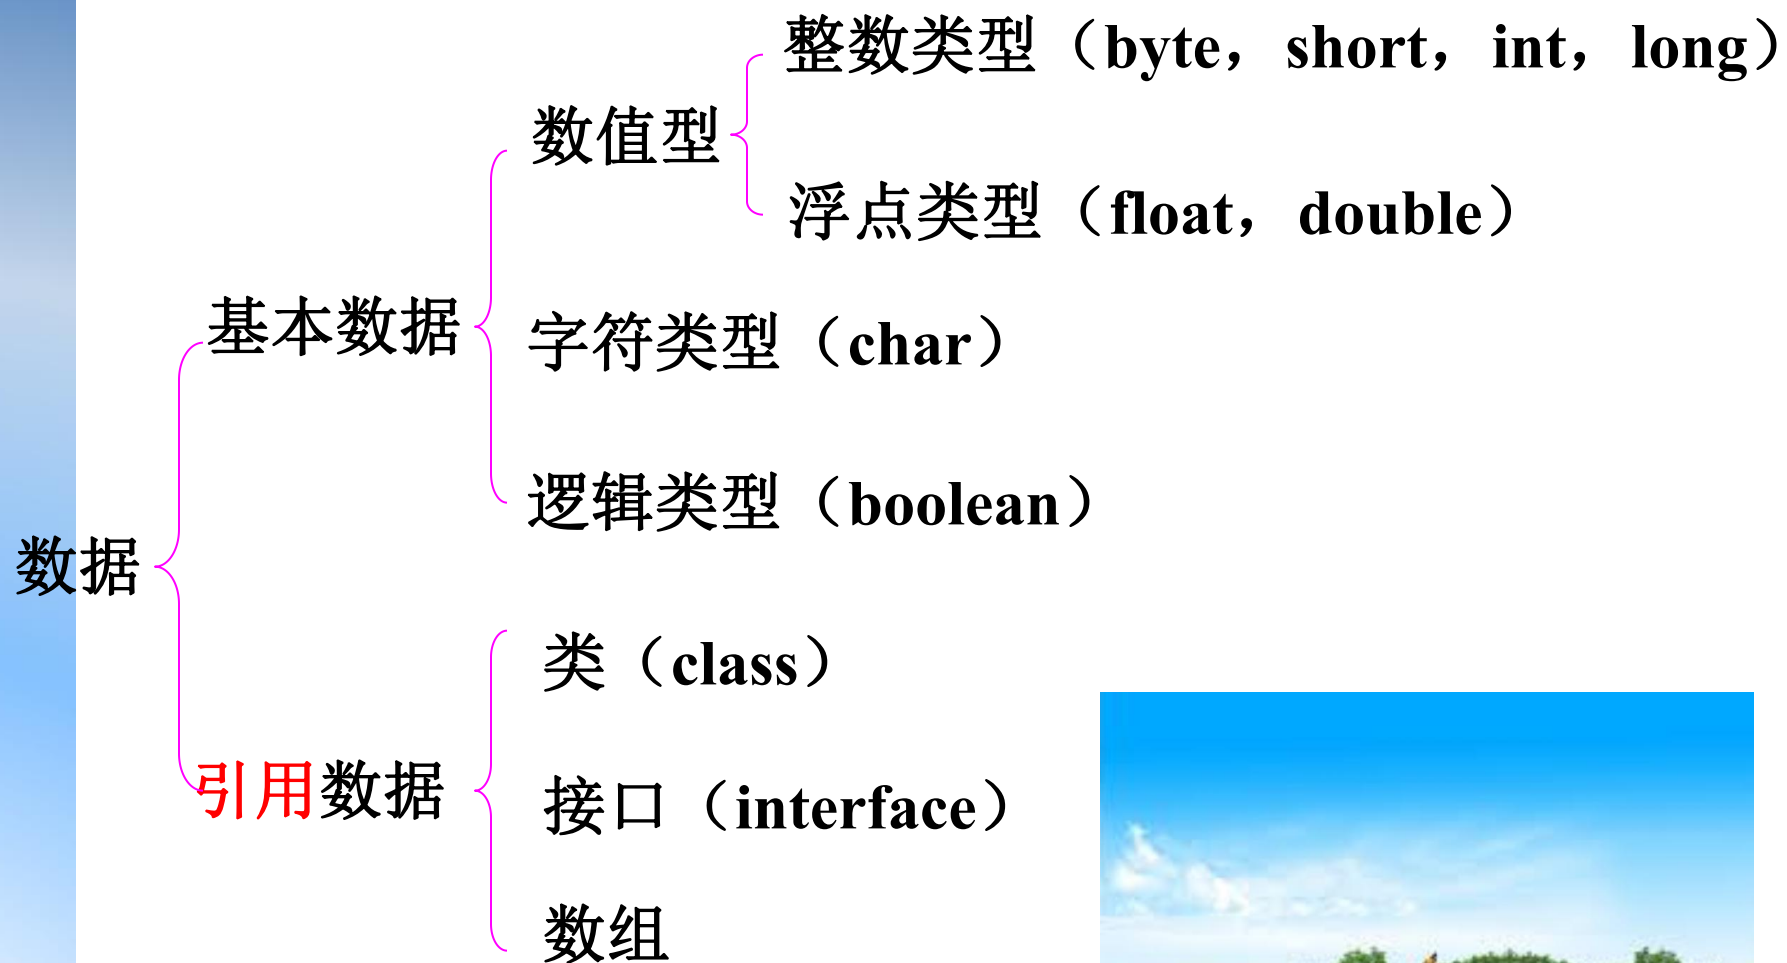 整数类型（byte，short，int，long）
数值型
浮点类型（float，double）
基本数据
字符类型（char）
逻辑类型（boolean）
数据
类（class）
引用数据
接口（interface）
数组